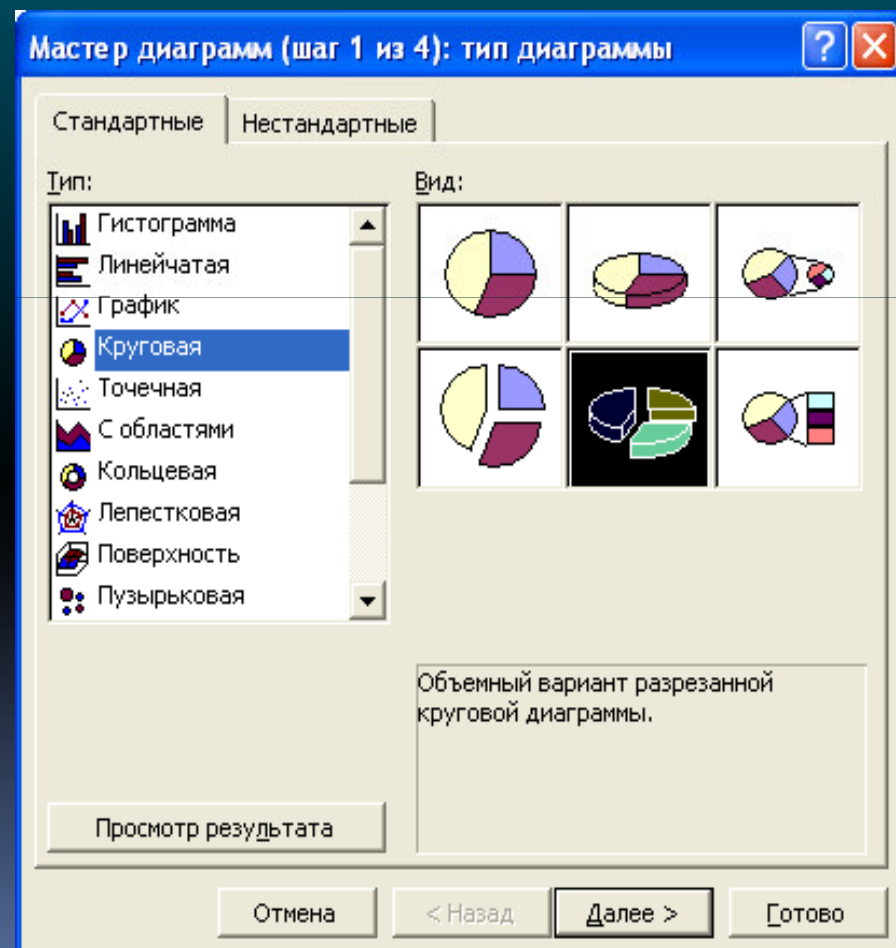 Мастер диаграмм (шаг 1 из 4): тип диаграммы
Стандартные
Нестандартные
Тип:
Гистограмма
Линейчатая
График
Круговая
Точечная
С областями
Кольцевая
Лепестковая
Поверхность
Пузырьковая
Вид:
Объемный вариант разрезанной
круговой диаграммы.
Просмотр результата
Отмена
< Назад
Далее >
Готово